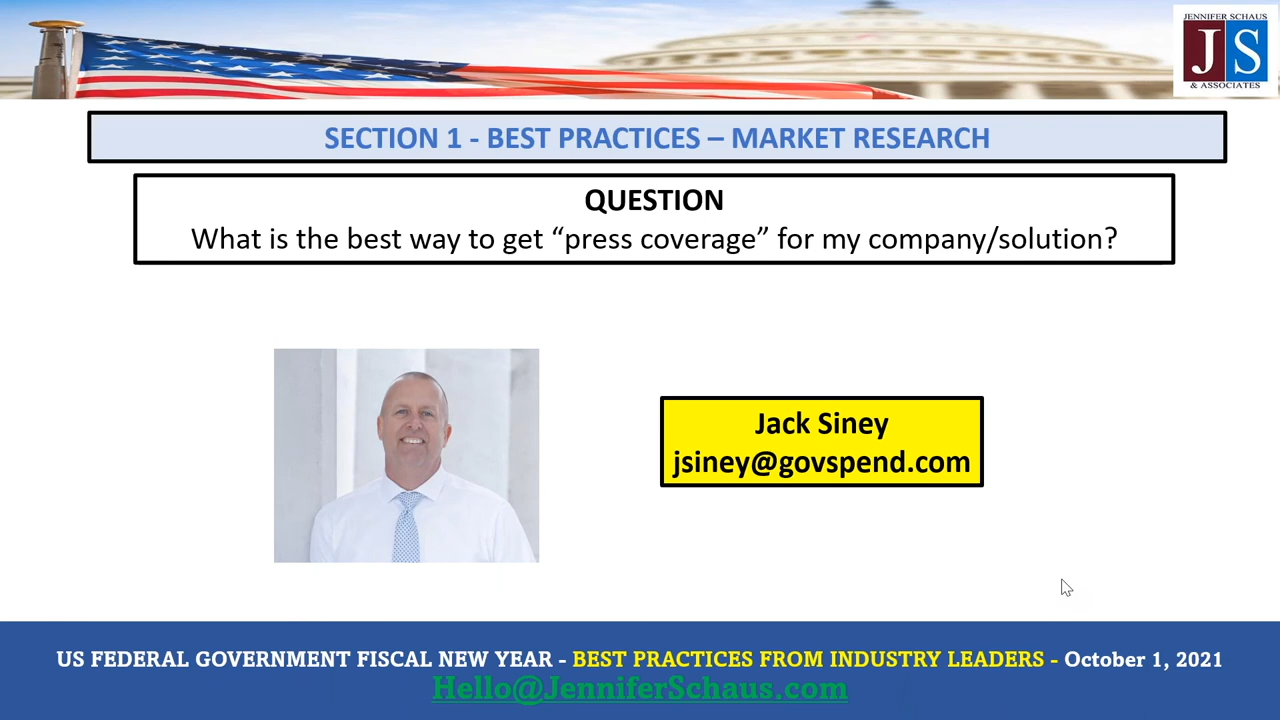 JENNIFER SCHAUS
JS
& ASSOCIATES
SECTION 1 - BEST PRACTICES – MARKET RESEARCH
QUESTION
What is the best way to get “press coverage” for my company/solution?
Jack Siney
jsiney@govspend.com
US FEDERAL GOVERNMENT FISCAL NEW YEAR - BEST PRACTICES FROM INDUSTRY LEADERS - October 1, 2021
Hello@JenniferSchaus.com